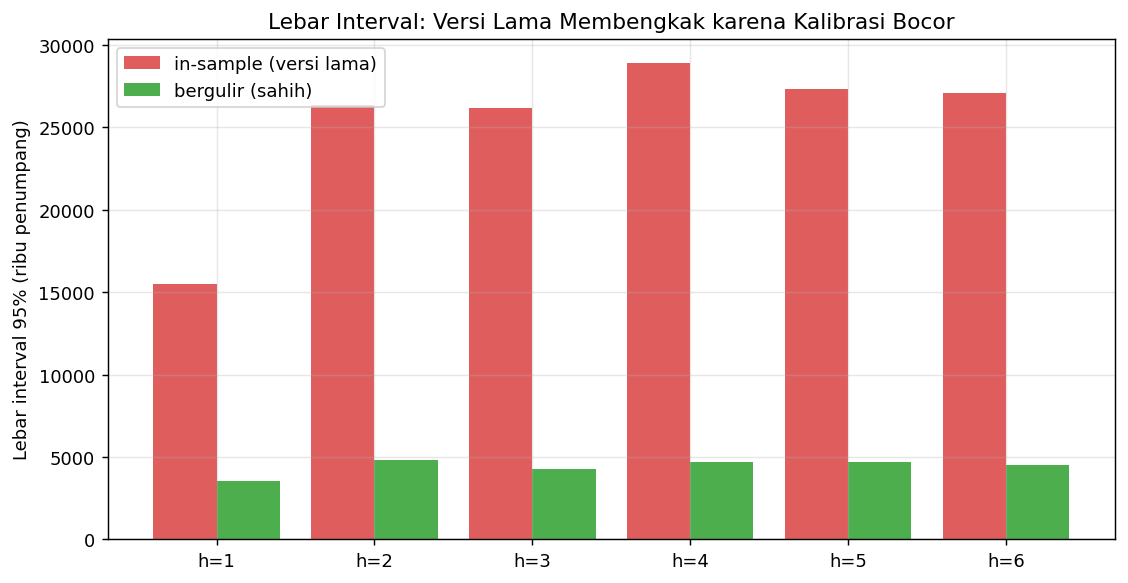 Lebar Interval: Versi Lama Membengkak karena Kalibrasi Bocor
in-sample (versi lama)
bergulir (sahih)
Lebar interval 95% (ribu penumpang)
30000
25000
20000
15000
10000
5000
0
h=1
h=2
h=3
h=4
h=5
h=6